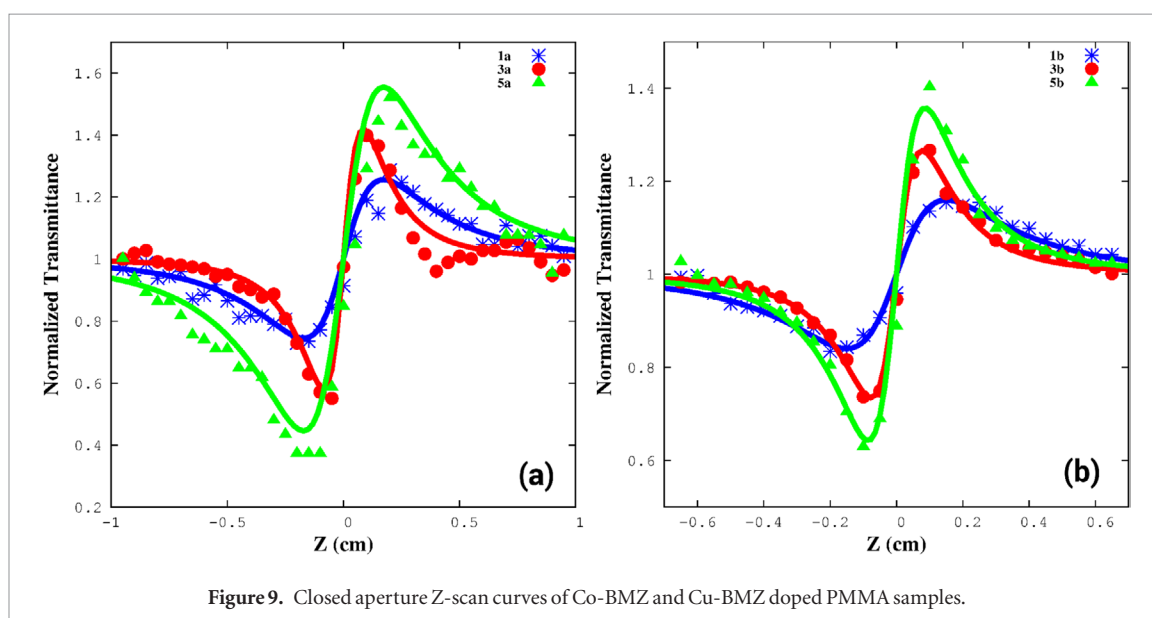 1.6
1.4
1.2
1
0.8
0.6
0.4
0.2
Normalized Transmittance
1a
3a
5a
(a)
-1
-0.5
0
0.5
1
Z (cm)
1.4
1.2
1
0.8
0.6
Normalized Transmittance
1b
3b
5b
(b)
-0.6
-0.4
-0.2
0
0.2
0.4
0.6
Z (cm)
Figure 9. Closed aperture Z-scan curves of Co-BMZ and Cu-BMZ doped PMMA samples.